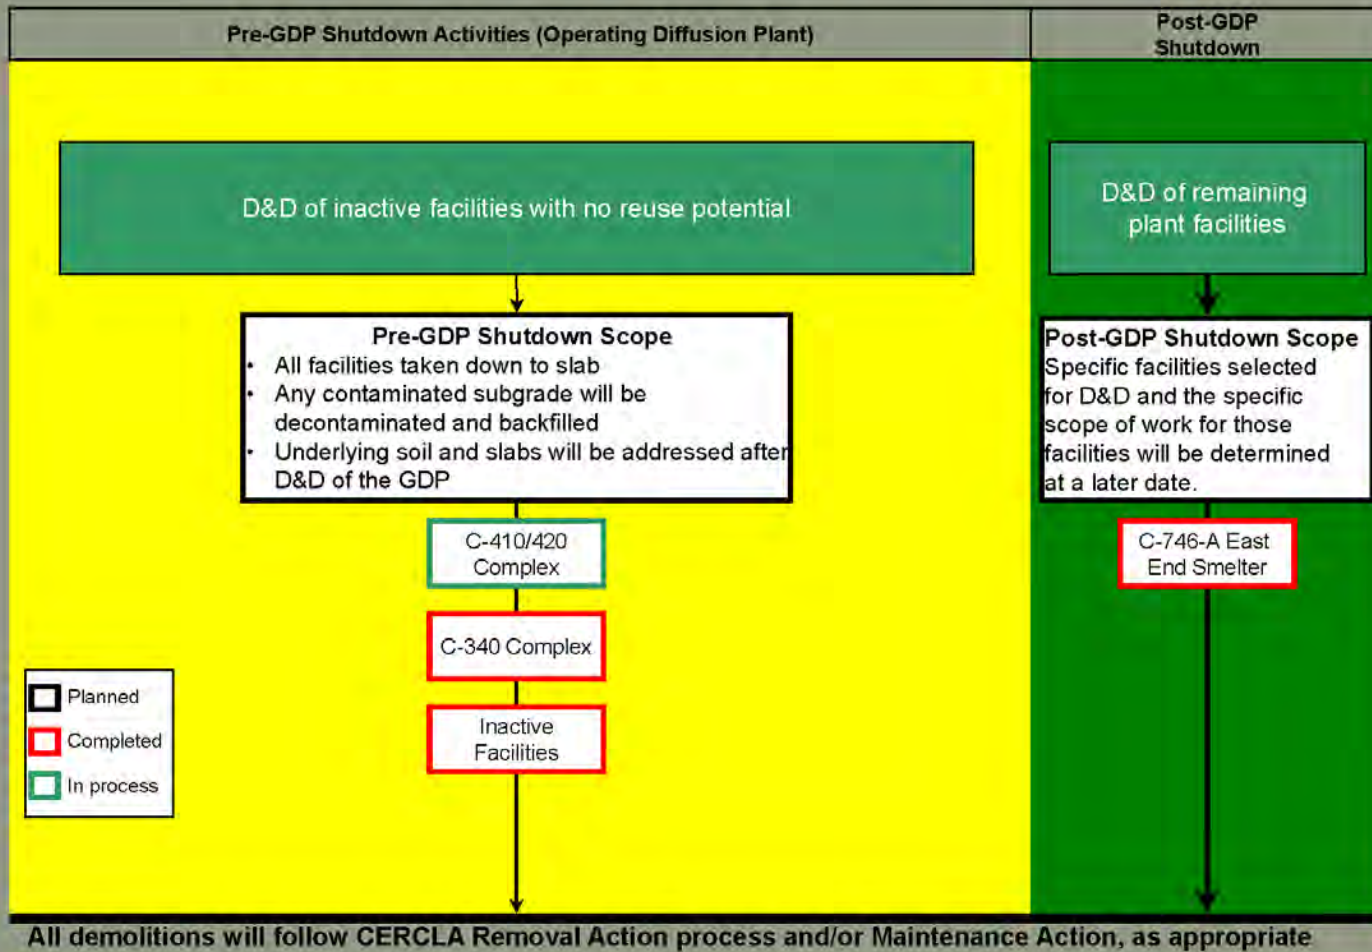 Pre-GDP Shutdown Activities (Operating Diffusion Plant)
Post-GDP
Shutdown
D&D of inactive facilities with no reuse potential
D&D of remaining
plant facilities
Pre-GDP Shutdown Scope
• All facilities taken down to slab
• Any contaminated subgrade will be
decontaminated and backfilled
• Underlying soil and slabs will be addressed after
D&D of the GDP
Post-GDP Shutdown Scope
Specific facilities selected
for D&D and the specific
scope of work for those
facilities will be determined
at a later date.
C-410/420
Complex
C-746-A East
End Smelter
C-340 Complex
Inactive
Facilities
Planned
Completed
In process
All demolitions will follow CERCLA Removal Action process and/or Maintenance Action, as appropriate